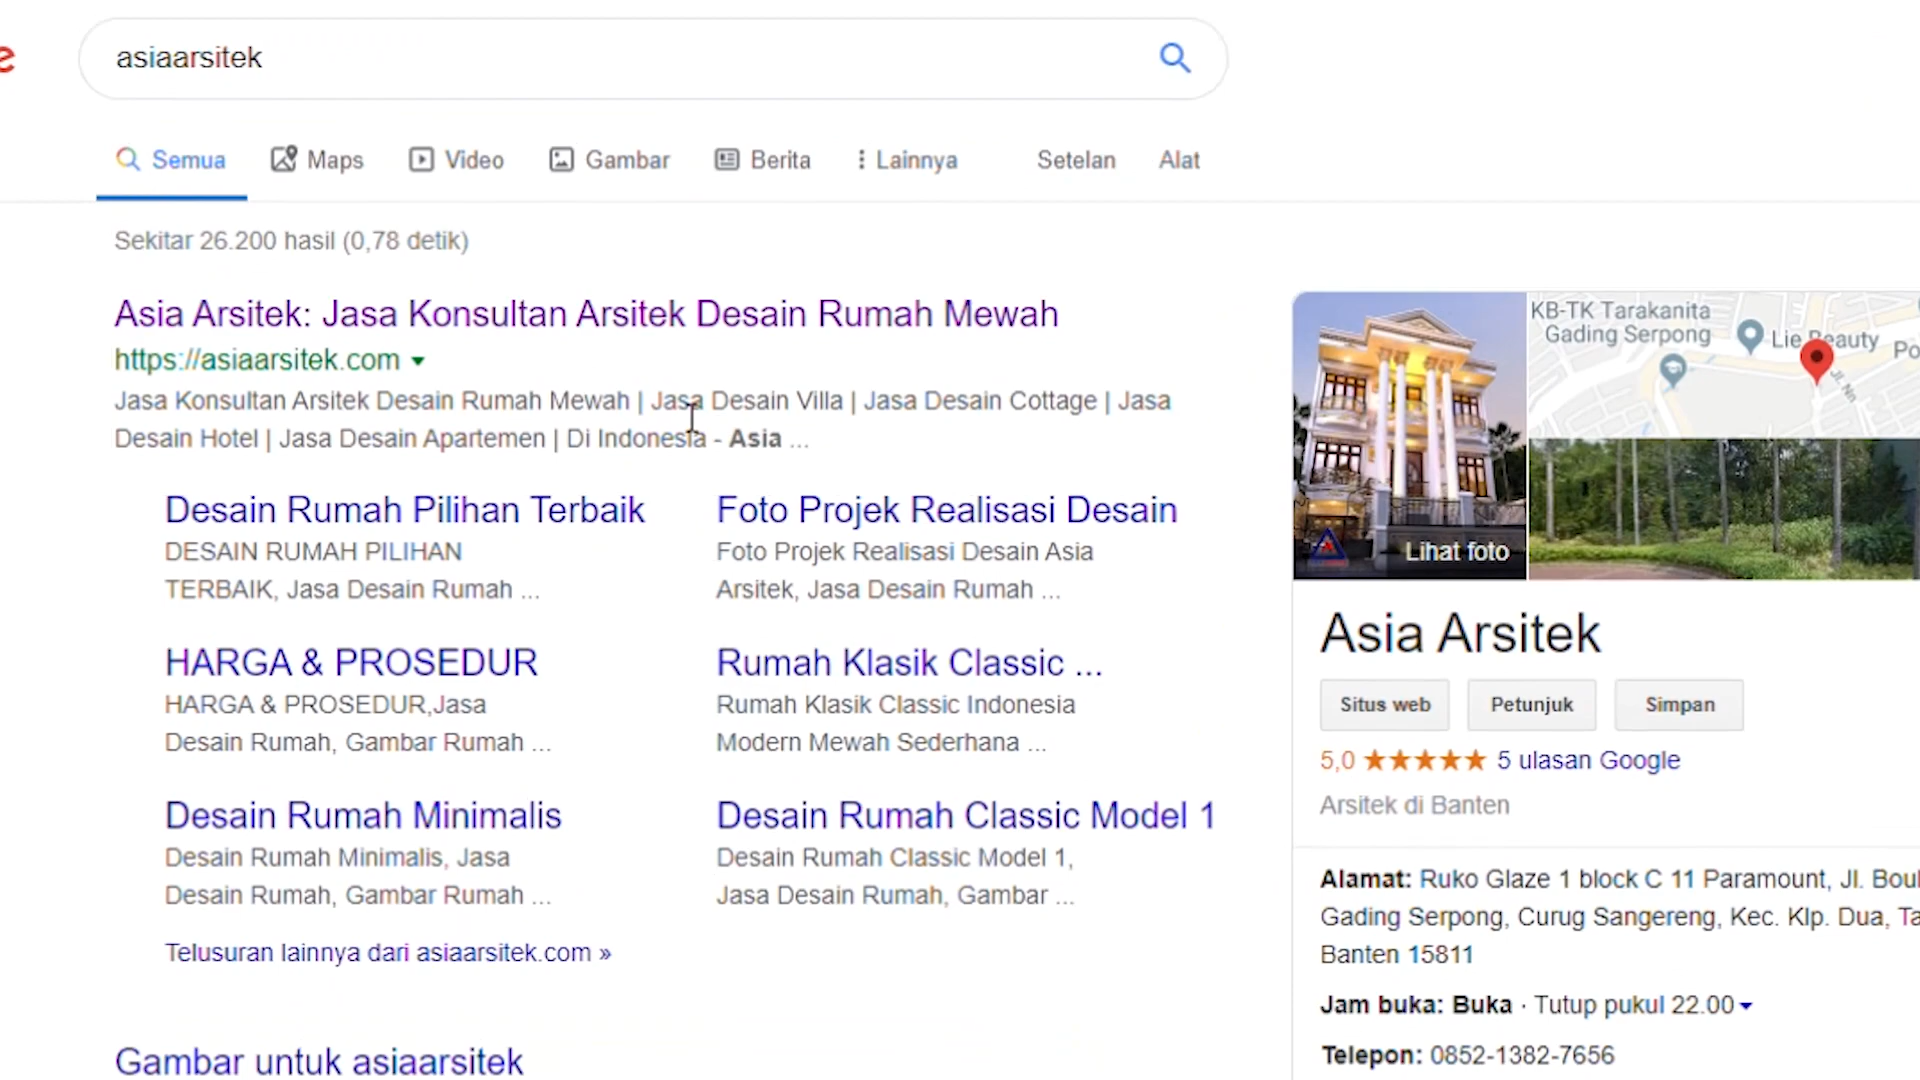 asiaarsitek
Semua Maps Video Gambar Berita Lainnya Setelan Alat
Sekitar 26.200 hasil (0,78 detik)
Asia Arsitek: Jasa Konsultan Arsitek Desain Rumah Mewah
https://asiaarsitek.com
Jasa Konsultan Arsitek Desain Rumah Mewah | Jasa Desain Villa | Jasa Desain Cottage | Jasa
Desain Hotel | Jasa Desain Apartemen | Di Indonesia - Asia ...
Desain Rumah Pilihan Terbaik
DESAIN RUMAH PILIHAN
TERBAIK, Jasa Desain Rumah ...
Foto Projek Realisasi Desain
Foto Projek Realisasi Desain Asia
Arsitek, Jasa Desain Rumah ...
HARGA & PROSEDUR
HARGA & PROSEDUR,Jasa
Desain Rumah, Gambar Rumah ...
Rumah Klasik Classic ...
Rumah Klasik Classic Indonesia
Modern Mewah Sederhana ...
Desain Rumah Minimalis
Desain Rumah Minimalis, Jasa
Desain Rumah, Gambar Rumah ...
Desain Rumah Classic Model 1
Desain Rumah Classic Model 1,
Jasa Desain Rumah, Gambar ...
Telusuran lainnya dari asiaarsitek.com »
Gambar untuk asiaarsitek
KB-TK Tarakanita
Gading Serpong
Lie Beauty
Po
Jl. Nn
Lihat foto
Asia Arsitek
Situs web Petunjuk Simpan
5,0 ★★★★★ 5 ulasan Google
Arsitek di Banten
Alamat: Ruko Glaze 1 block C 11 Paramount, Jl. Boul
Gading Serpong, Curug Sangereng, Kec. Klp. Dua, Ta
Banten 15811
Jam buka: Buka · Tutup pukul 22.00
Telepon: 0852-1382-7656